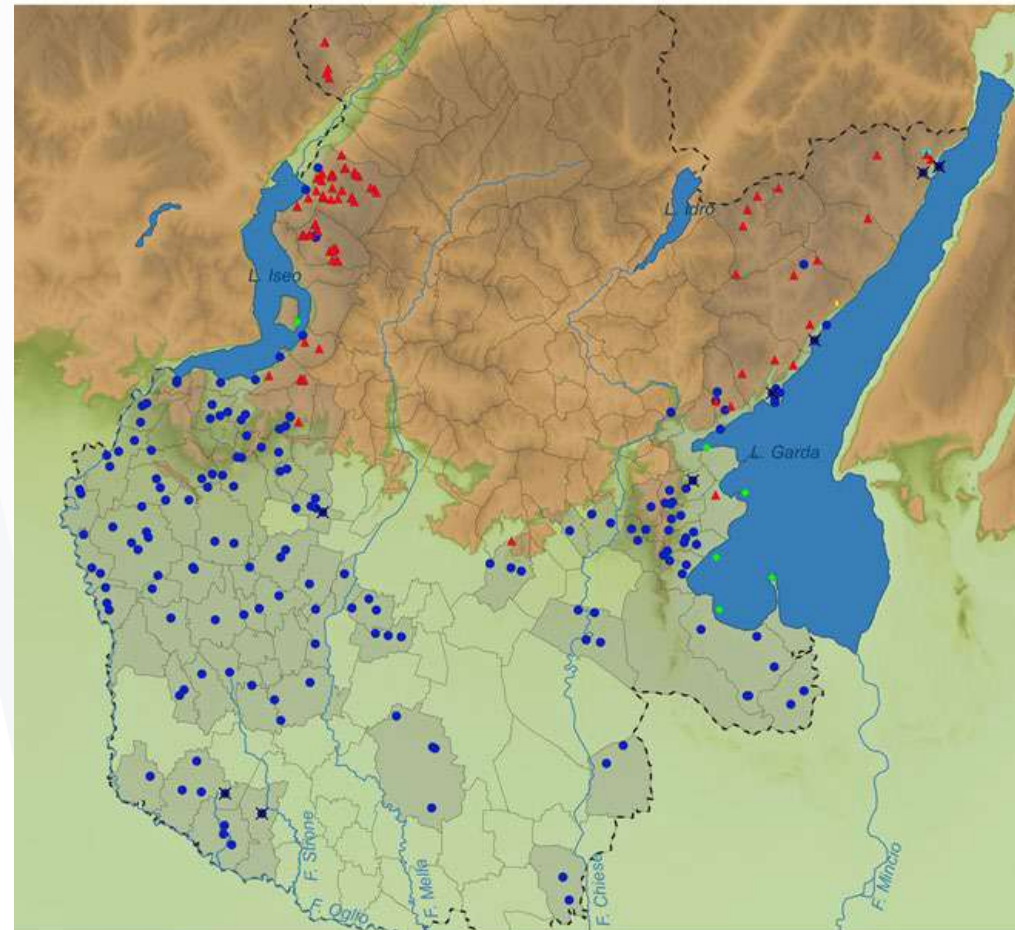 L. Idro
L. Iseo
L. Garda
F. Strone
F. Mella
F. Oglio
F. Chiese
F. Mincio